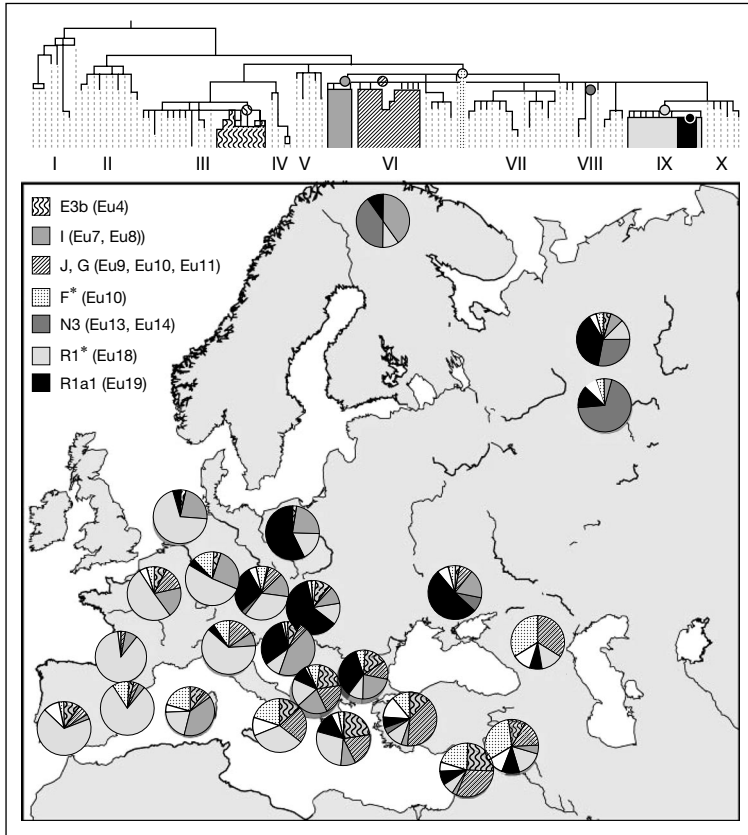 I II III IV V VI VII VIII IX X
E3b (Eu4)
I (Eu7, Eu8))
J, G (Eu9, Eu10, Eu11)
F* (Eu10)
N3 (Eu13, Eu14)
R1* (Eu18)
R1a1 (Eu19)